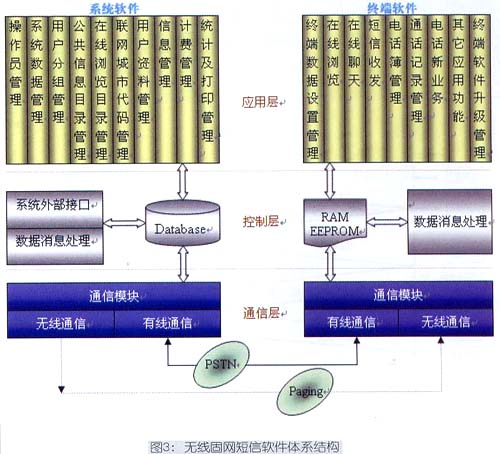 系统软件
终端软件
操作员管理
系统数据管理
用户分组管理
公共信息目录管理
在线浏览目录管理
联网城市代码管理
用户资料管理
信息管理
计费管理
统计及打印管理
应用层
终端数据设置管理
在线浏览
在线聊天
短信收发
电话簿管理
通话记录管理
电话新业务
其它应用功能
终端软件升级管理
系统外部接口
数据消息处理
Database
控制层
RAM
EEPROM
数据消息处理
通信模块
无线通信
有线通信
通信层
通信模块
有线通信
无线通信
PSTN
Paging
图3：无线固网短信软件体系结构